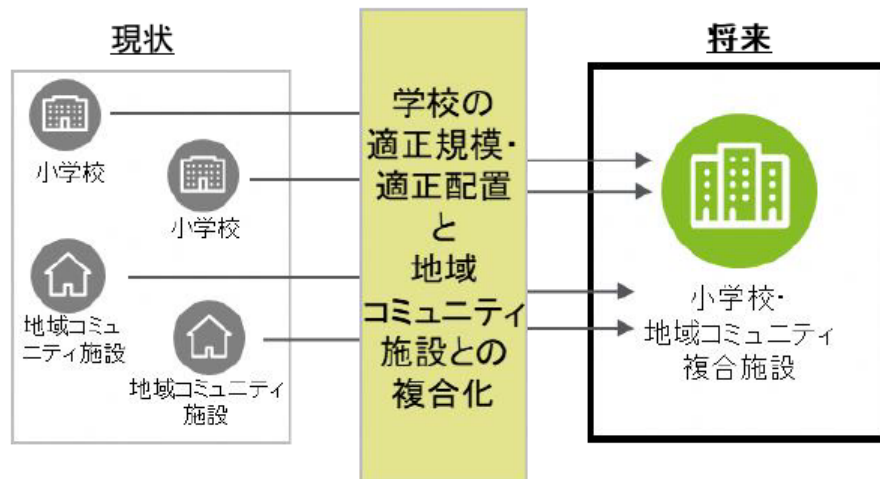 現状
小学校
小学校
地域コミュ
ニティ施設
地域コミュニティ
施設
学校の
適正規模・
適正配置
と
地域
コミュニティ
施設との
複合化
将来
小学校・
地域コミュニティ
複合施設